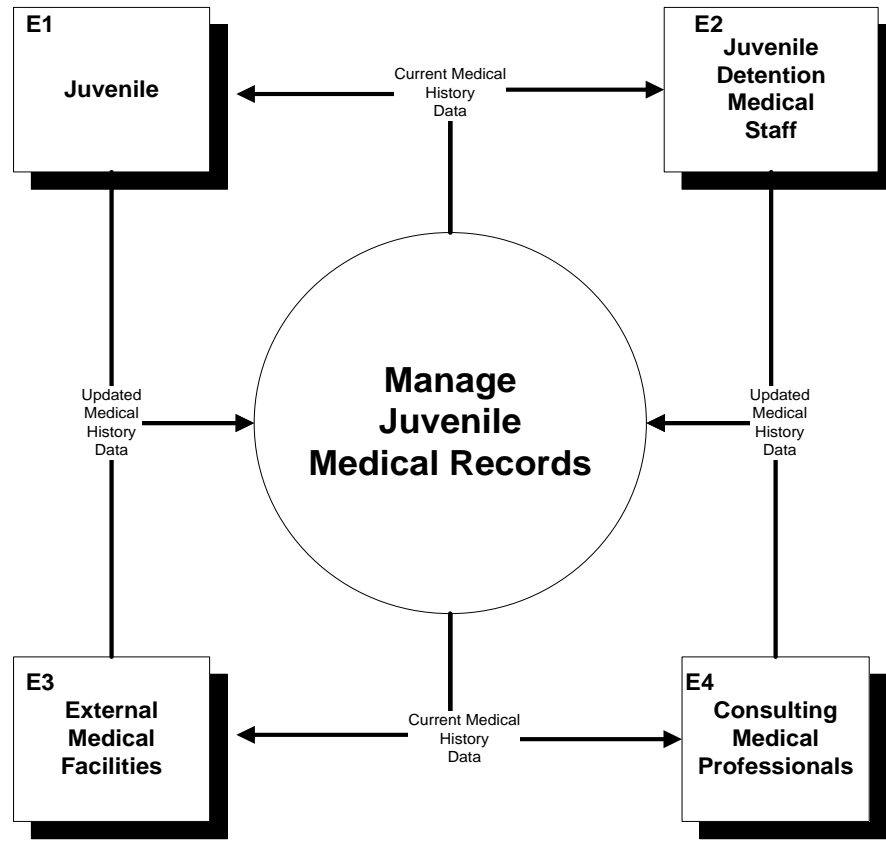 E1
Juvenile
Current Medical
History
Data
E2
Juvenile
Detention
Medical
Staff
Updated
Medical
History
Data
Manage
Juvenile
Medical Records
Updated
Medical
History
Data
E3
External
Medical
Facilities
Current Medical
History
Data
E4
Consulting
Medical
Professionals